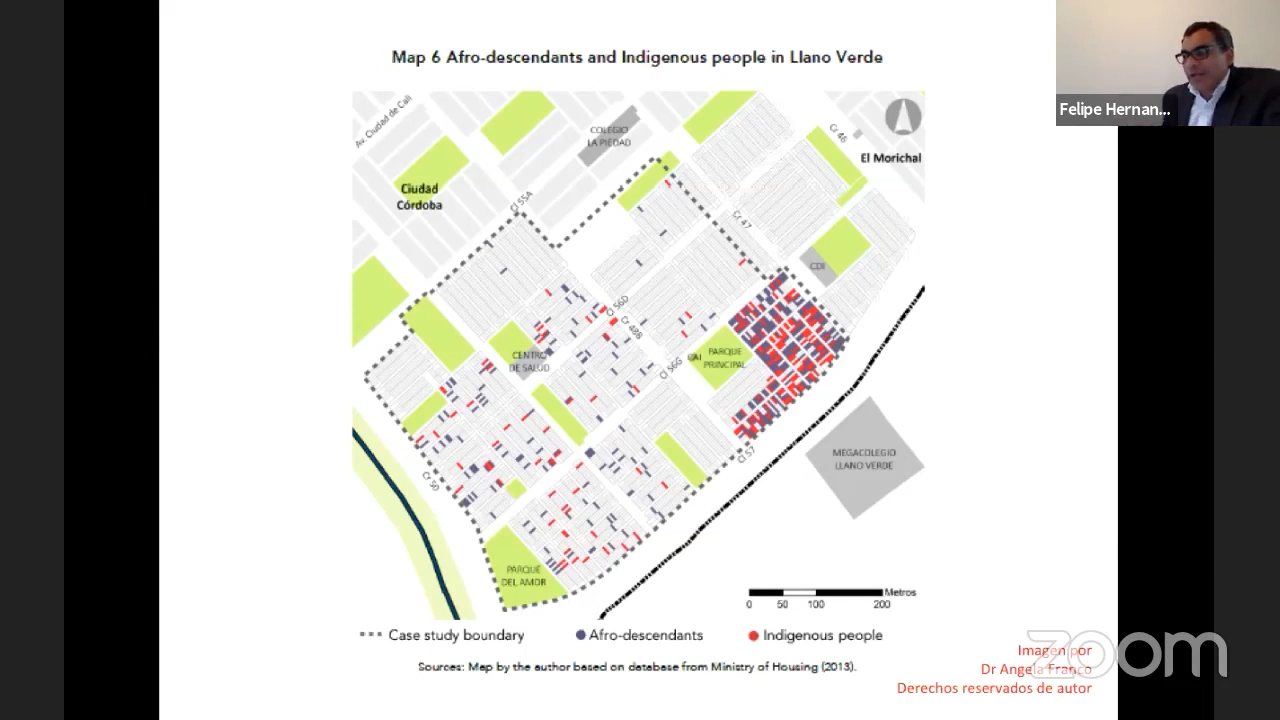 Map 6 Afro-descendants and Indigenous people in Llano Verde
Felipe Hernan...
Av. Ciudad de Cali
COLEGIO
LA PIEDAD
Cr 46
El Morichal
Ciudad
Córdoba
Cl 55A
Cr 47
CDI
Cl 56D
Cr 48B
CENTRO
DE SALUD
Cl 56G
CAI
PARQUE
PRINCIPAL
Cl 57
MEGACOLEGIO
LLANO VERDE
Cr 50
PARQUE
DEL AMOR
Metros
0 50 100 200
Case study boundary
Afro-descendants
Indigenous people
Sources: Map by the author based on database from Ministry of Housing (2013).
Imagen por
Dr Angela Franco
Derechos reservados de autor
zoom